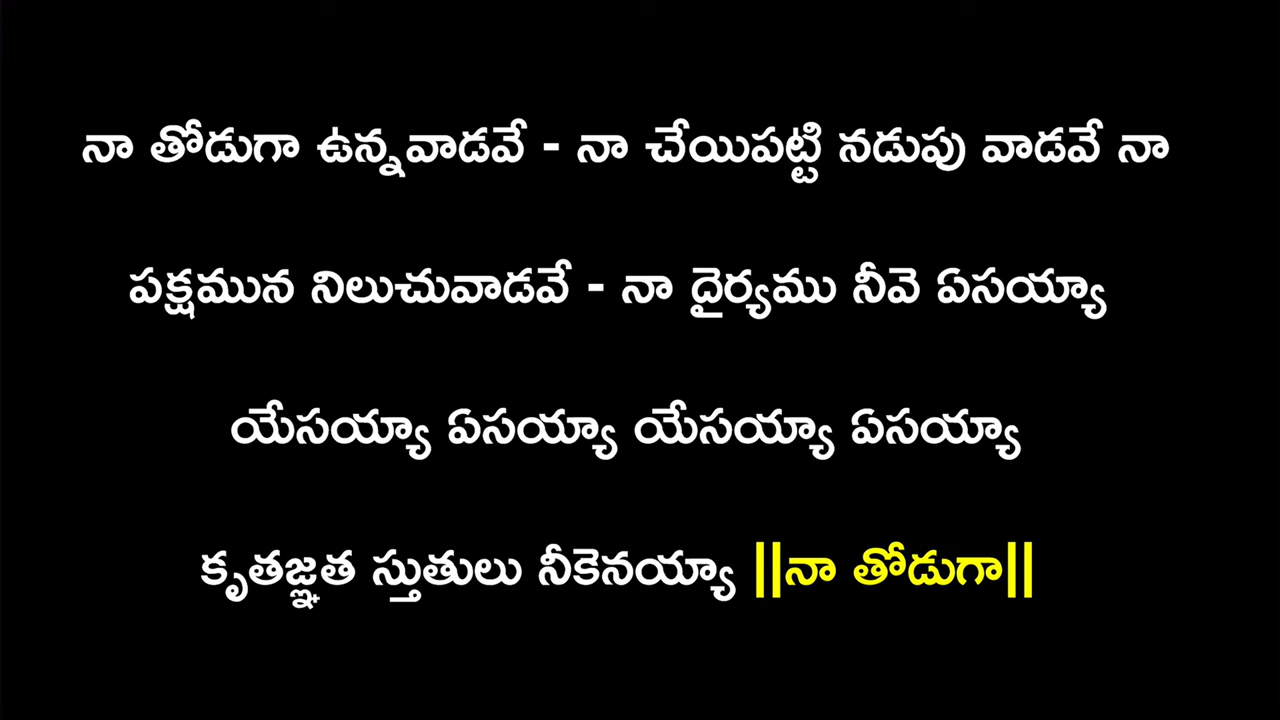 నా తోడుగా ఉన్నవాడవే - నా చేయిపట్టి నడుపు వాడవే నా
పక్షమున నిలుచువాడవే - నా దైర్యము నీవె ఏసయ్యా
యేసయ్యా ఏసయ్యా యేసయ్యా ఏసయ్యా
కృతజ్ఞత స్తుతులు నీకెనయ్యా ||నా తోడుగా||